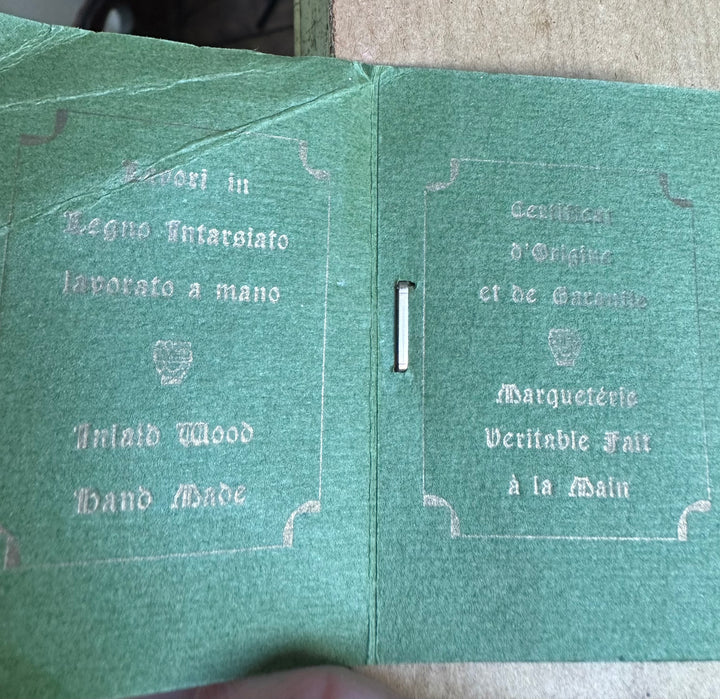 Lavori in
Legno Intarsiato
lavorato a mano
Inlaid Wood
Hand Made
Certificat
d'Origine
et de Garantie
Marquetérie
Veritable Fait
à la Main